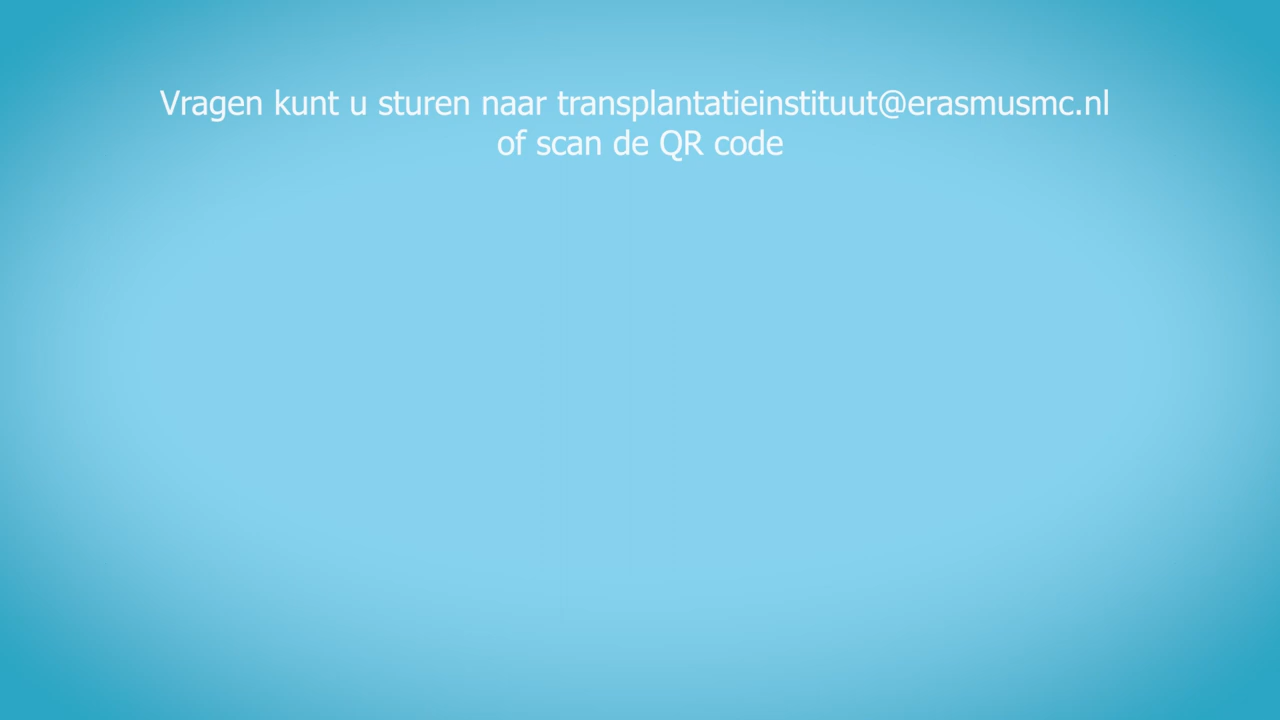 Vragen kunt u sturen naar transplantatieinstituut@erasmusmc.nl
of scan de QR code